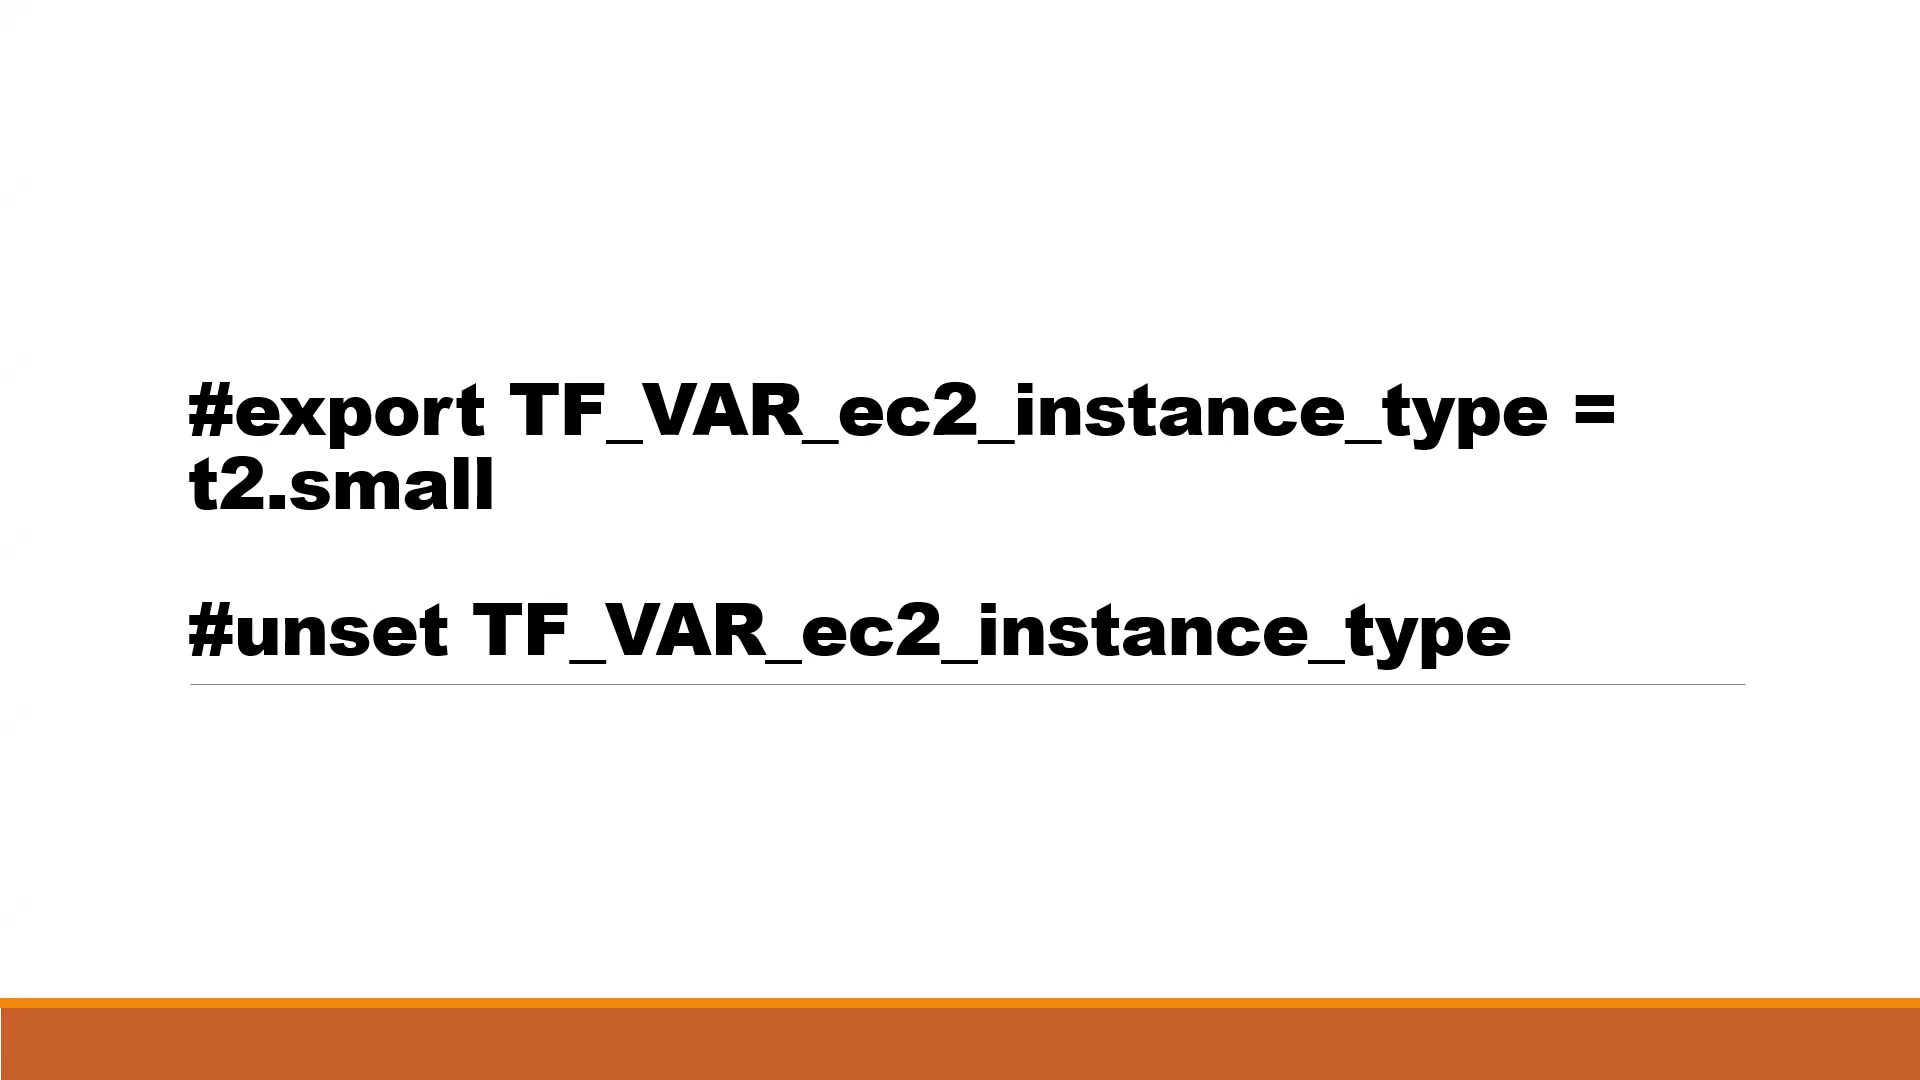 #export TF_VAR_ec2_instance_type =
t2.small
#unset TF_VAR_ec2_instance_type